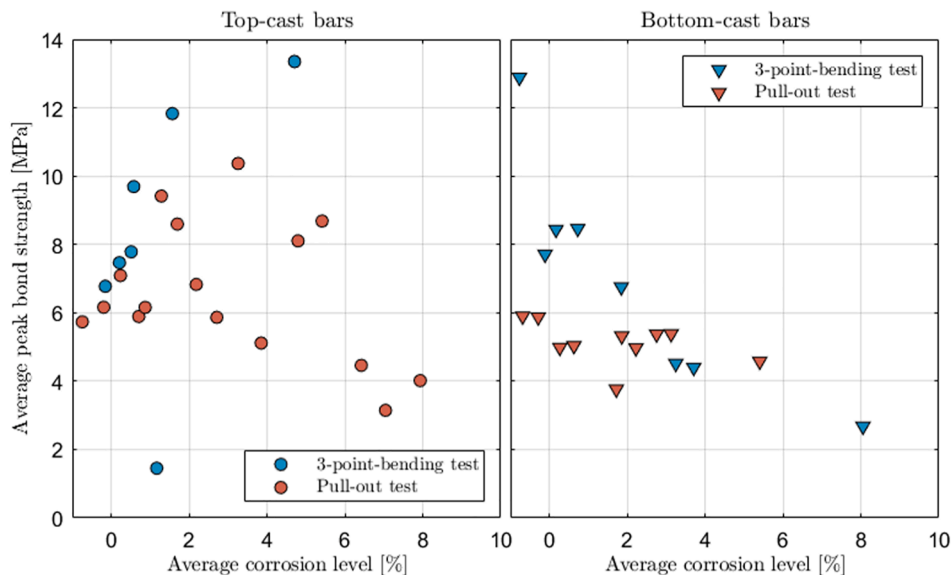 Top-cast bars
Bottom-cast bars
Average peak bond strength [MPa]
14
12
10
8
6
4
2
0
3-point-bending test
Pull-out test
3-point-bending test
Pull-out test
0 2 4 6 8 10
0 2 4 6 8 10
Average corrosion level [%]
Average corrosion level [%]